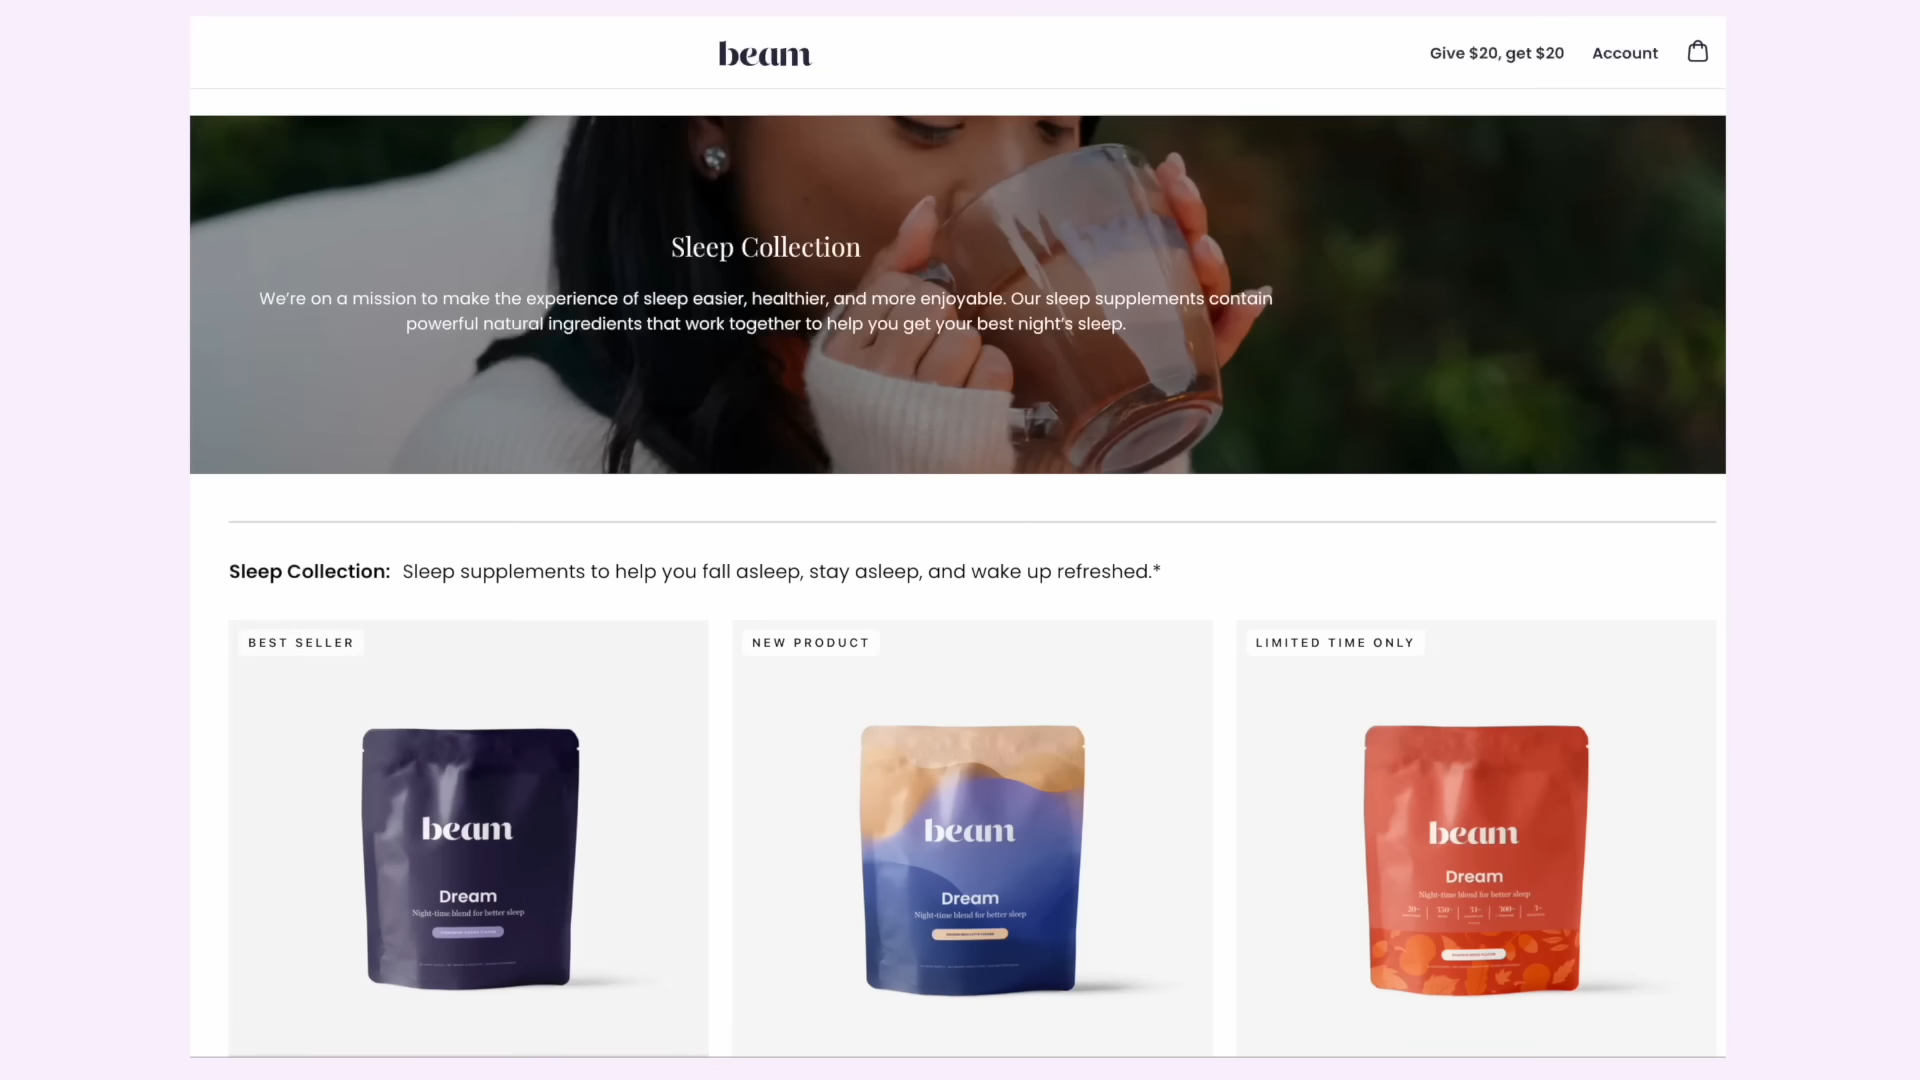 beam
Give $20, get $20
Account
Sleep Collection
We’re on a mission to make the experience of sleep easier, healthier, and more enjoyable. Our sleep supplements contain
powerful natural ingredients that work together to help you get your best night’s sleep.
Sleep Collection: Sleep supplements to help you fall asleep, stay asleep, and wake up refreshed.*
BEST SELLER
beam
Dream
Night-time blend for better sleep
NEW PRODUCT
beam
Dream
Night-time blend for better sleep
LIMITED TIME ONLY
beam
Dream
Night-time blend for better sleep